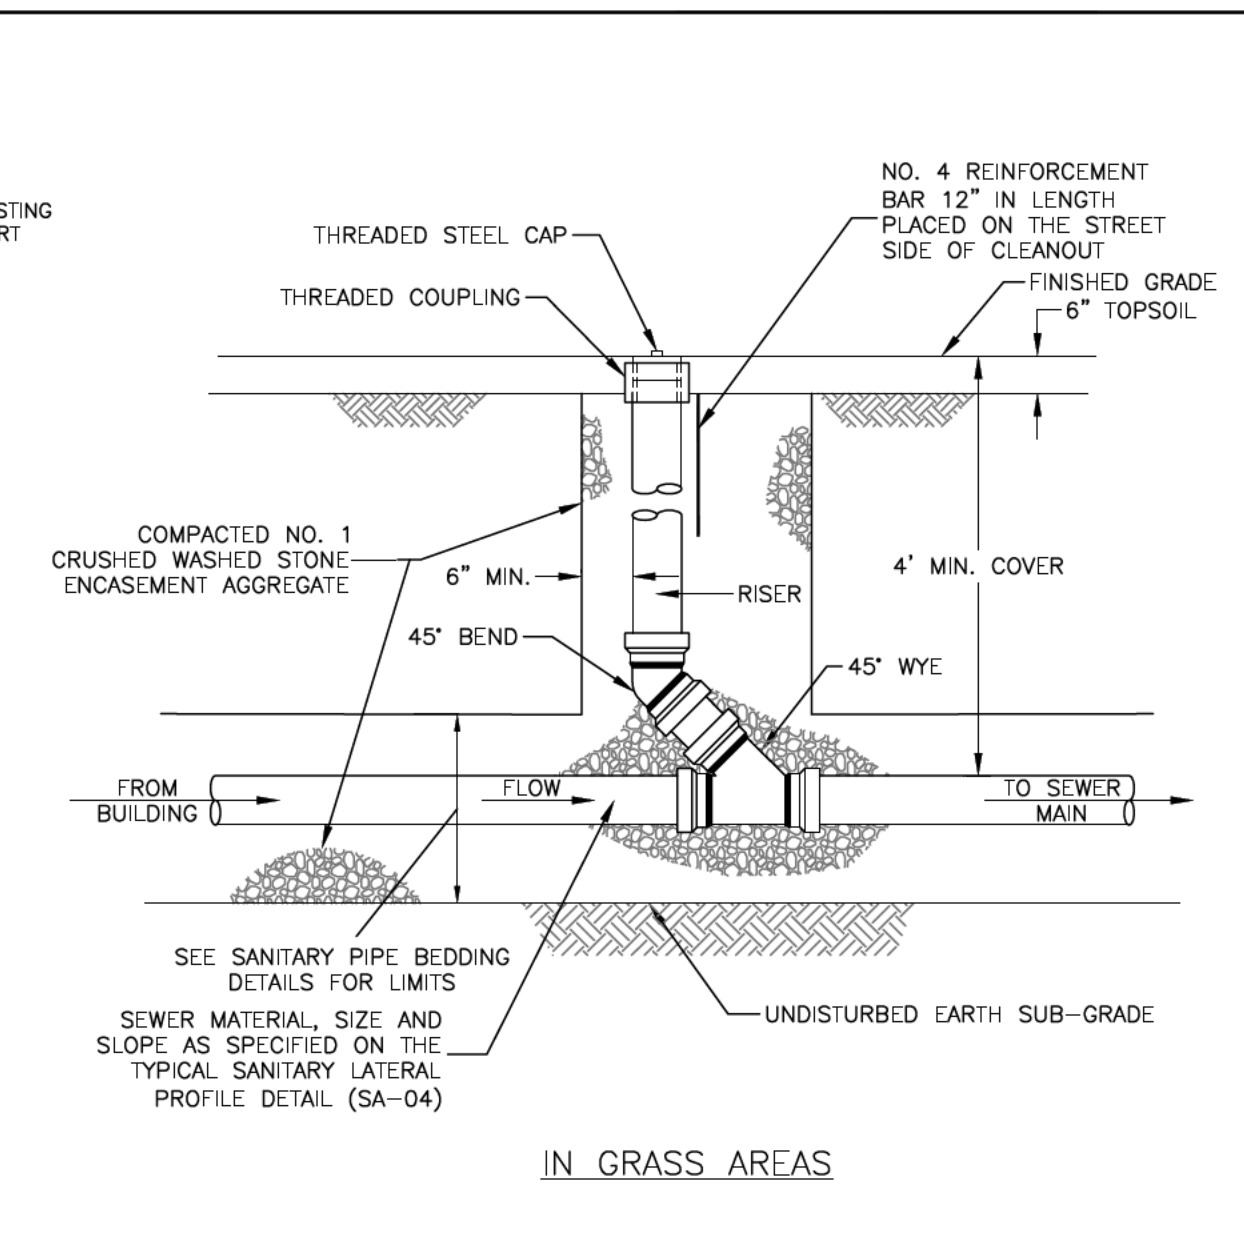 STING
RT
NO. 4 REINFORCEMENT
BAR 12” IN LENGTH
PLACED ON THE STREET
SIDE OF CLEANOUT
THREADED STEEL CAP
THREADED COUPLING
FINISHED GRADE
6” TOPSOIL
COMPACTED NO. 1
CRUSHED WASHED STONE
ENCASEMENT AGGREGATE
6” MIN.
4’ MIN. COVER
RISER
45° BEND
45° WYE
FROM
BUILDING
FLOW
TO SEWER
MAIN
SEE SANITARY PIPE BEDDING
DETAILS FOR LIMITS
SEWER MATERIAL, SIZE AND
SLOPE AS SPECIFIED ON THE
TYPICAL SANITARY LATERAL
PROFILE DETAIL (SA-04)
UNDISTURBED EARTH SUB-GRADE
IN GRASS AREAS